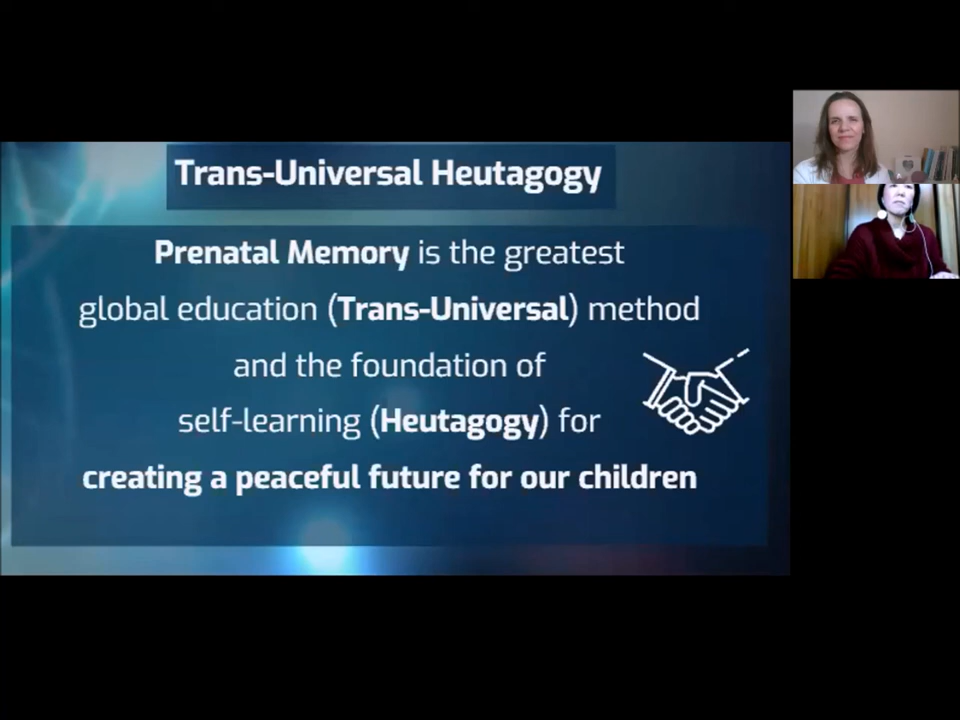 Trans-Universal Heutagogy
Prenatal Memory is the greatest
global education (Trans-Universal) method
and the foundation of
self-learning (Heutagogy) for
creating a peaceful future for our children